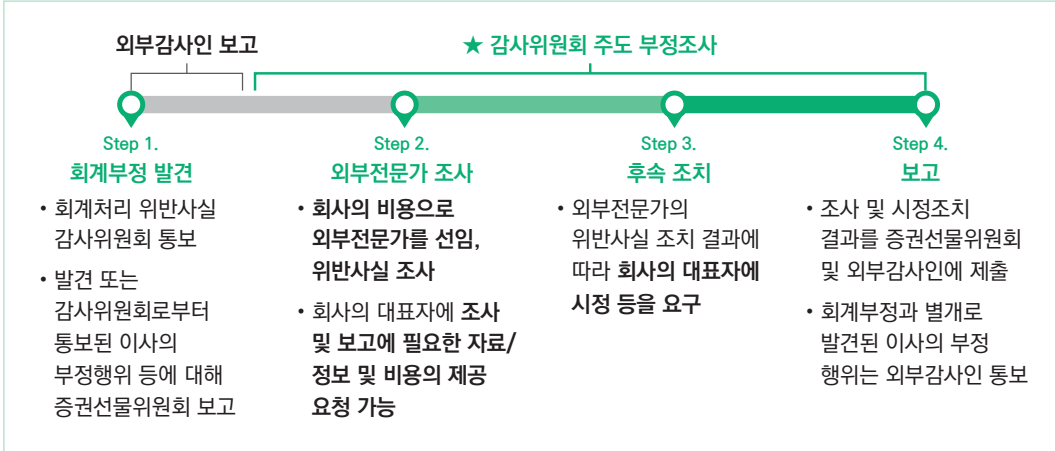 외부감사인 보고
★ 감사위원회 주도 부정조사
Step 1.
회계부정 발견
• 회계처리 위반사실
감사위원회 통보
• 발견 또는
감사위원회로부터
통보된 이사의
부정행위 등에 대해
증권선물위원회 보고
Step 2.
외부전문가 조사
• 회사의 비용으로
외부전문가를 선임,
위반사실 조사
• 회사의 대표자에 조사
및 보고에 필요한 자료/
정보 및 비용의 제공
요청 가능
Step 3.
후속 조치
• 외부전문가의
위반사실 조치 결과에
따라 회사의 대표자에
시정 등을 요구
Step 4.
보고
• 조사 및 시정조치
결과를 증권선물위원회
및 외부감사인에 제출
• 회계부정과 별개로
발견된 이사의 부정
행위는 외부감사인 통보